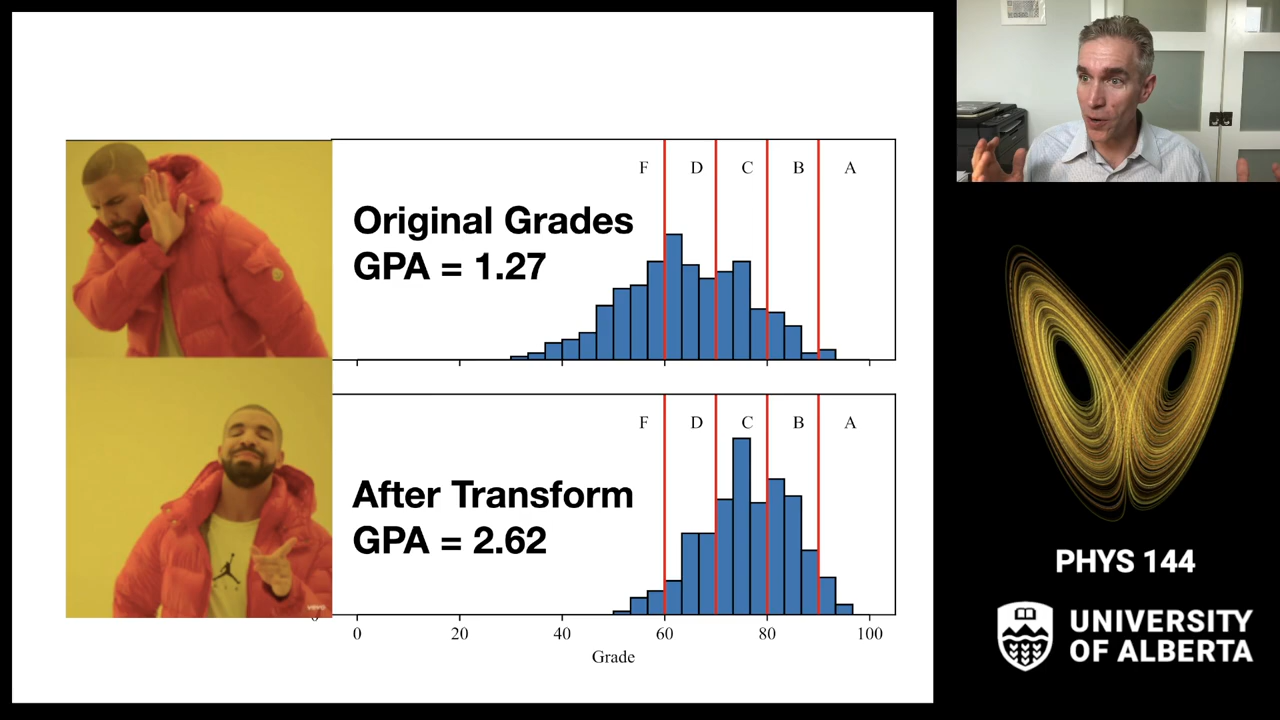 F D C B A
Original Grades
GPA = 1.27
F D C B A
After Transform
GPA = 2.62
vevo
0 20 40 60 80 100
Grade
PHYS 144
UNIVERSITY
OF ALBERTA